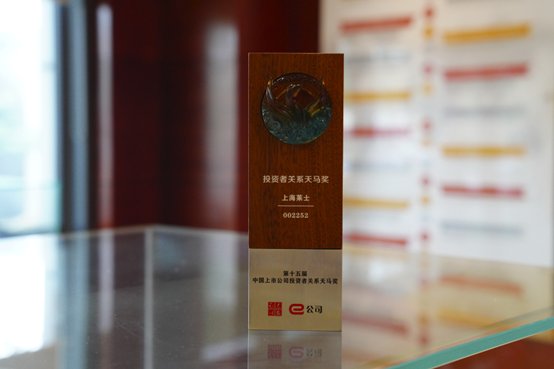 投资者关系天马奖
上海莱士
002252
第十五届
中国上市公司投资者关系天马奖
e公司